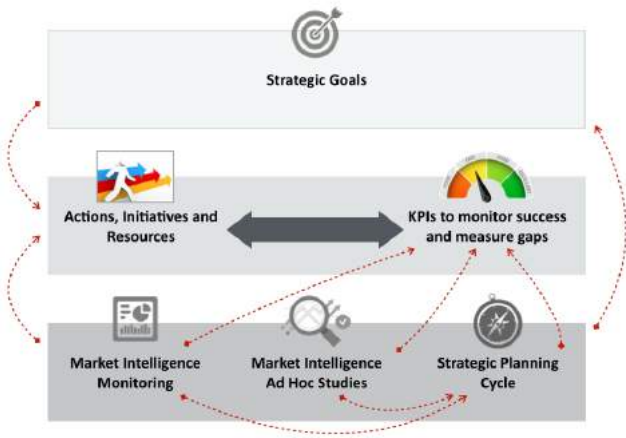 Strategic Goals
Actions, Initiatives and
Resources
KPIs to monitor success
and measure gaps
Market Intelligence
Monitoring
Market Intelligence
Ad Hoc Studies
Strategic Planning
Cycle